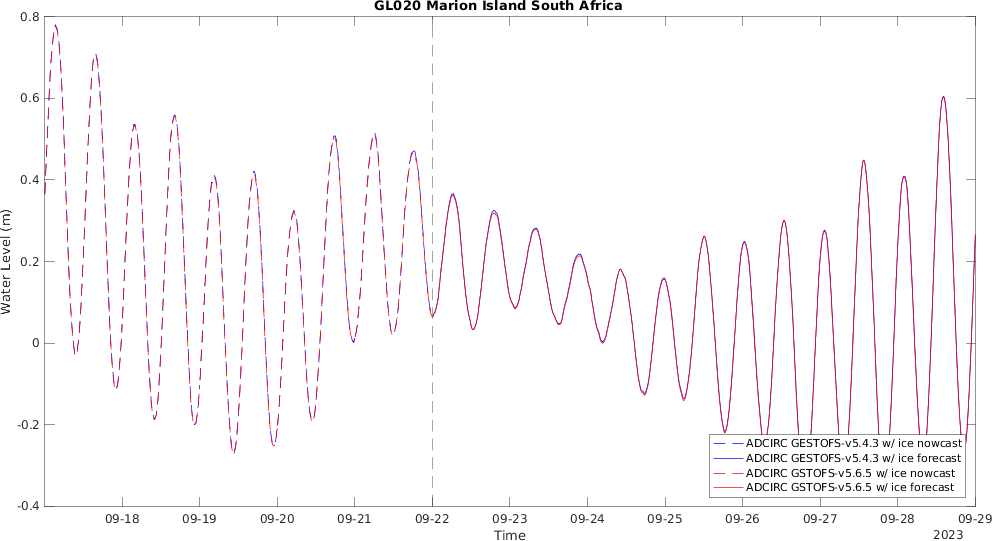 GL020 Marion Island South Africa
0.8
0.6
0.4
0.2
0
-0.2
-0.4
Water Level (m)
ADCIRC GESTOFS-v5.4.3 w/ ice nowcast
ADCIRC GESTOFS-v5.4.3 w/ ice forecast
ADCIRC GSTOFS-v5.6.5 w/ ice nowcast
ADCIRC GSTOFS-v5.6.5 w/ ice forecast
09-18 09-19 09-20 09-21 09-22 09-23 09-24 09-25 09-26 09-27 09-28 09-29
Time
2023